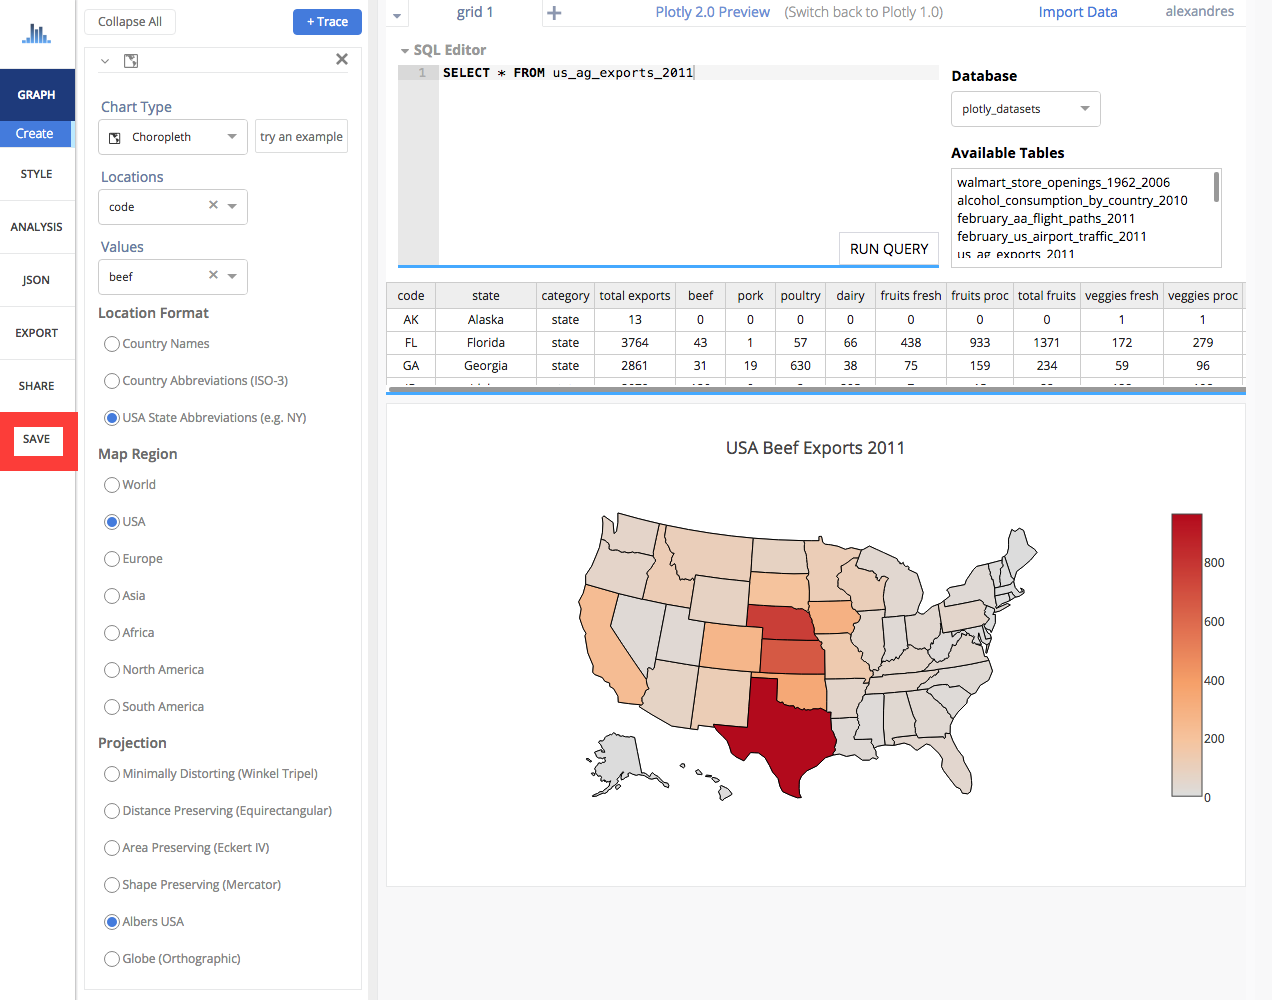 Collapse All
+ Trace
GRAPH
Create
STYLE
ANALYSIS
JSON
EXPORT
SHARE
SAVE
Chart Type
Choropleth
try an example
Locations
code
Values
beef
Location Format
Country Names
Country Abbreviations (ISO-3)
USA State Abbreviations (e.g. NY)
Map Region
World
USA
Europe
Asia
Africa
North America
South America
Projection
Minimally Distorting (Winkel Tripel)
Distance Preserving (Equirectangular)
Area Preserving (Eckert IV)
Shape Preserving (Mercator)
Albers USA
Globe (Orthographic)
grid 1
Plotly 2.0 Preview (Switch back to Plotly 1.0)
Import Data
alexandres
SQL Editor
1 SELECT * FROM us_ag_exports_2011
RUN QUERY
Database
plotly_datasets
Available Tables
walmart_store_openings_1962_2006
alcohol_consumption_by_country_2010
february_aa_flight_paths_2011
february_us_airport_traffic_2011
us_ag_exports_2011
code state category total exports beef pork poultry dairy fruits fresh fruits proc total fruits veggies fresh veggies proc
AK Alaska state 13 0 0 0 0 0 0 0 1 1
FL Florida state 3764 43 1 57 66 438 933 1371 172 279
GA Georgia state 2861 31 19 630 38 75 159 234 59 96
USA Beef Exports 2011
800
600
400
200
0